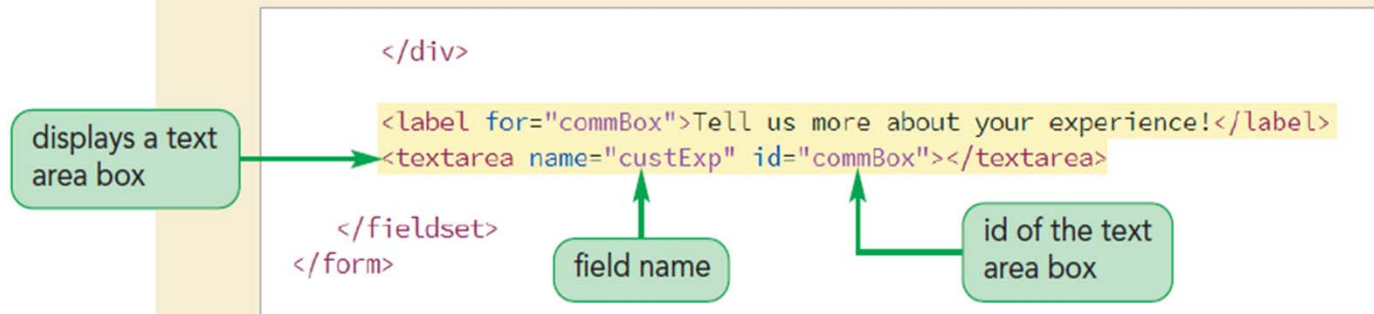 </div>
displays a text
area box
<label for="commBox">Tell us more about your experience!</label>
<textarea name="custExp" id="commBox"></textarea>
</fieldset>
</form>
field name
id of the text
area box